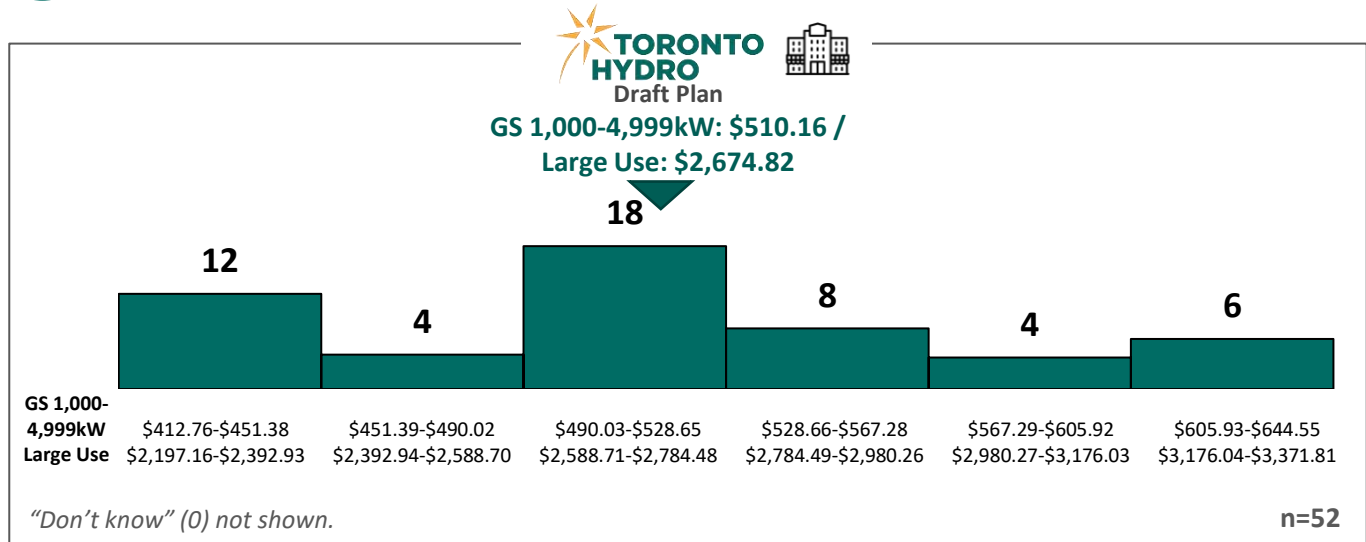 TORONTO
HYDRO
Draft Plan
GS 1,000-4,999kW: $510.16 /
Large Use: $2,674.82
12
4
18
8
4
6
GS 1,000-
4,999kW $412.76-$451.38 $451.39-$490.02 $490.03-$528.65 $528.66-$567.28 $567.29-$605.92 $605.93-$644.55
Large Use $2,197.16-$2,392.93 $2,392.94-$2,588.70 $2,588.71-$2,784.48 $2,784.49-$2,980.26 $2,980.27-$3,176.03 $3,176.04-$3,371.81
“Don’t know” (0) not shown. n=52